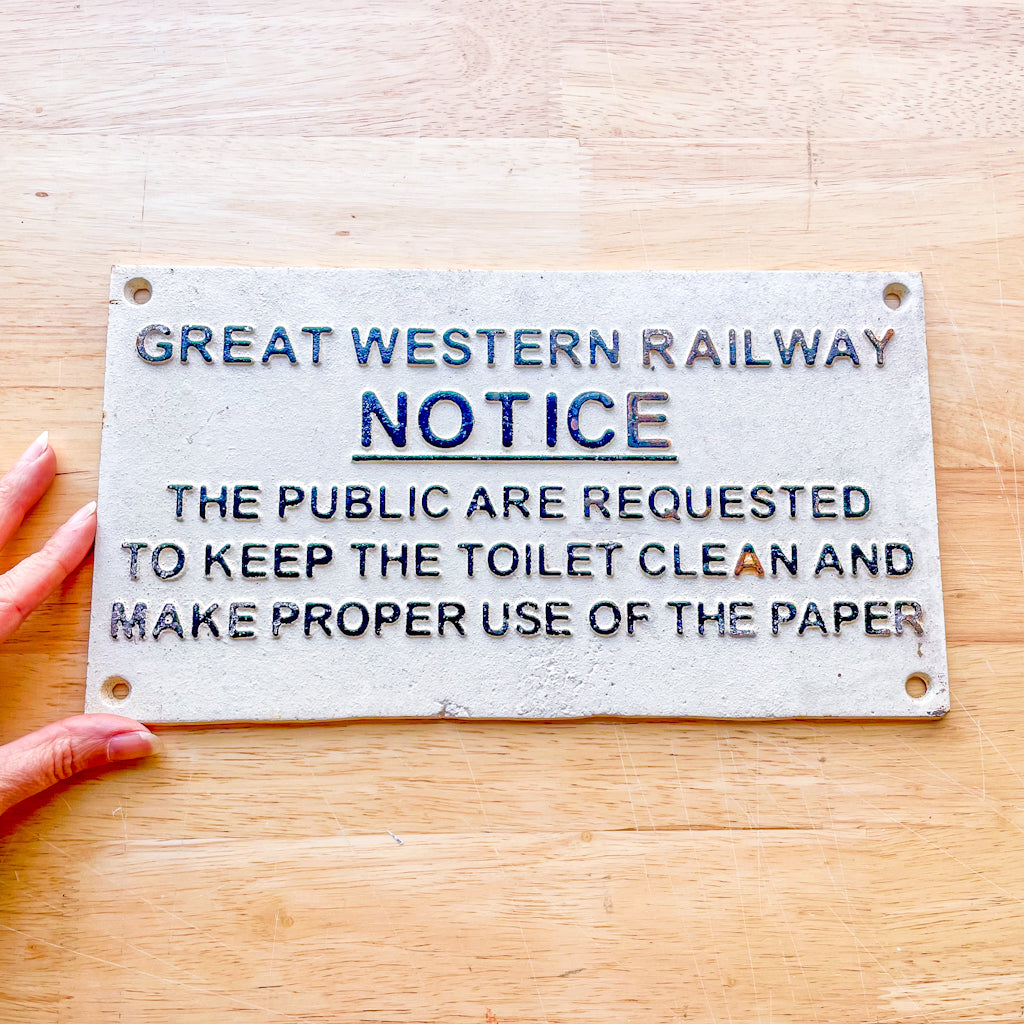 GREAT WESTERN RAILWAY
NOTICE
THE PUBLIC ARE REQUESTED
TO KEEP THE TOILET CLEAN AND
MAKE PROPER USE OF THE PAPER